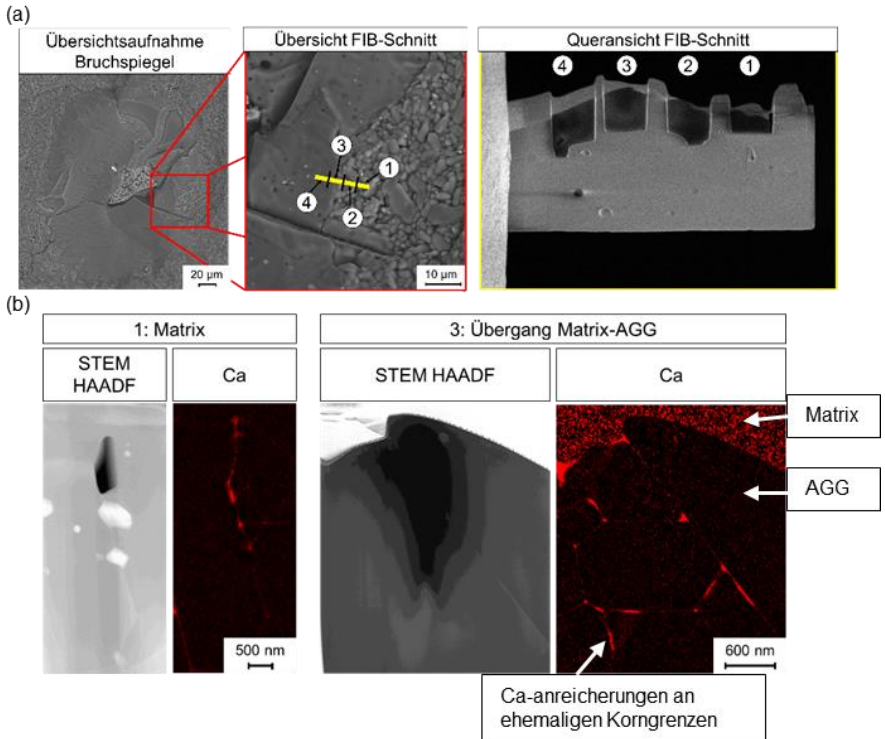 (a)
Übersichtsaufnahme
Bruchspiegel
Übersicht FIB-Schnitt
Queransicht FIB-Schnitt
4
3
2
1
3
1
4
2
20 µm
10 µm
(b)
1: Matrix
3: Übergang Matrix-AGG
STEM
HAADF
Ca
STEM HAADF
Ca
Matrix
AGG
500 nm
600 nm
Ca-anreicherungen an
ehemaligen Korngrenzen